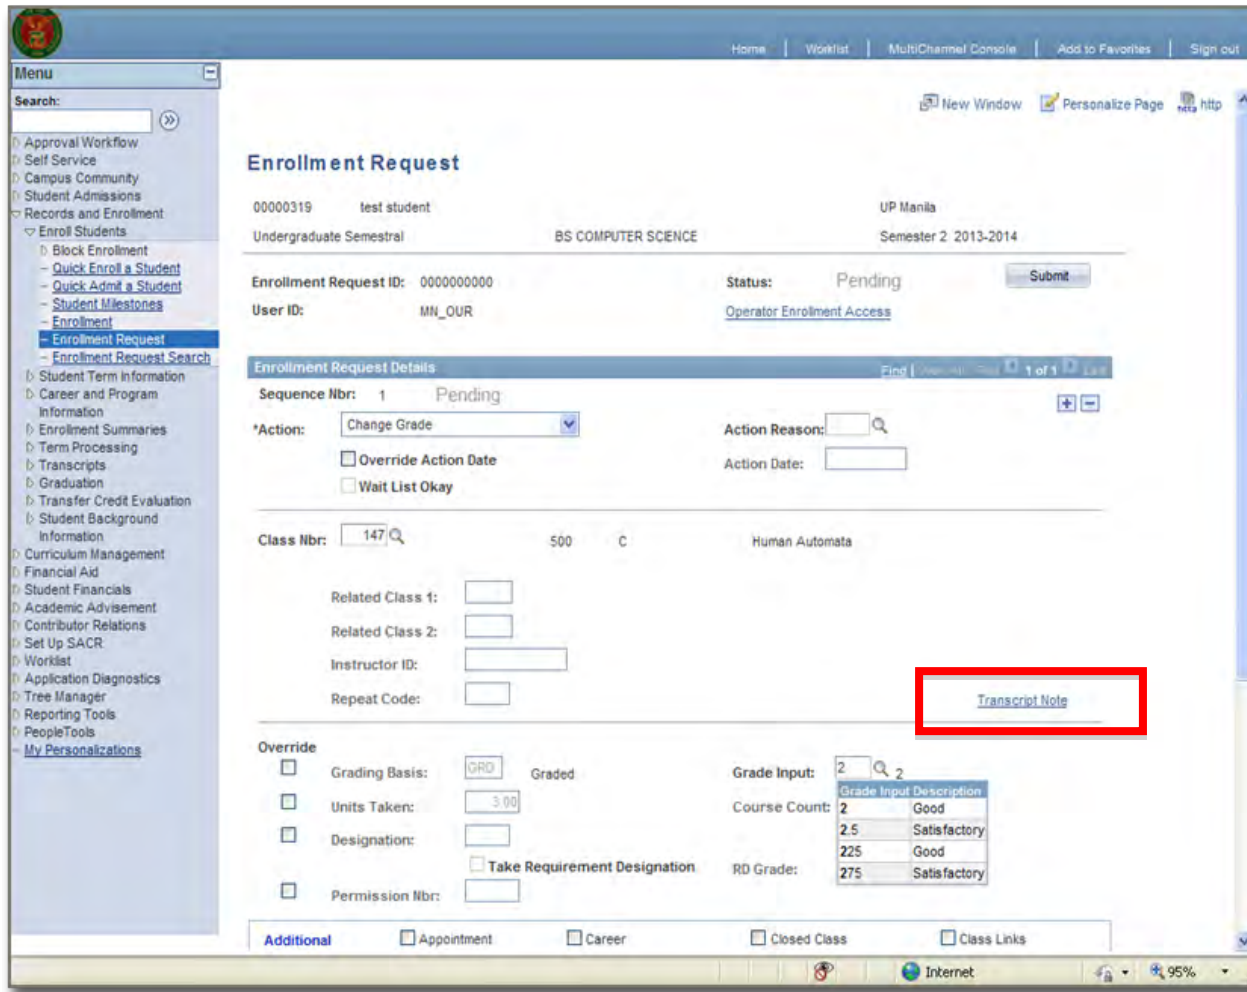 Home | Worklist | MultiChannel Console | Add to Favorites | Sign out
Menu
Search:
Approval Workflow
Self Service
Campus Community
Student Admissions
Records and Enrollment
Enroll Students
Block Enrollment
Quick Enroll a Student
Quick Admit a Student
Student Milestones
Enrollment
Enrollment Request
Enrollment Request Search
Student Term Information
Career and Program
Information
Enrollment Summaries
Term Processing
Transcripts
Graduation
Transfer Credit Evaluation
Student Background
Information
Curriculum Management
Financial Aid
Student Financials
Academic Advisement
Contributor Relations
Set Up SACR
Worklist
Application Diagnostics
Tree Manager
Reporting Tools
PeopleTools
My Personalizations
New Window Personalize Page http
Enrollment Request
00000319 test student UP Manila
Undergraduate Semestral BS COMPUTER SCIENCE Semester 2 2013-2014
Enrollment Request ID: 0000000000 Status: Pending Submit
User ID: MN_OUR Operator Enrollment Access
Enrollment Request Details Find | 1 of 1
Sequence Nbr: 1 Pending
*Action: Change Grade Action Reason:
Override Action Date Action Date:
Wait List Okay
Class Nbr: 147 500 C Human Automata
Related Class 1:
Related Class 2:
Instructor ID:
Repeat Code: Transcript Note
Override
Grading Basis: GRD Graded Grade Input: 2 2
Grade Input Description
Units Taken: 3.00 Course Count: 2 Good
2.5 Satisfactory
Designation: 225 Good
Take Requirement Designation RD Grade: 275 Satisfactory
Permission Nbr:
Additional Appointment Career Closed Class Class Links
Internet 95%